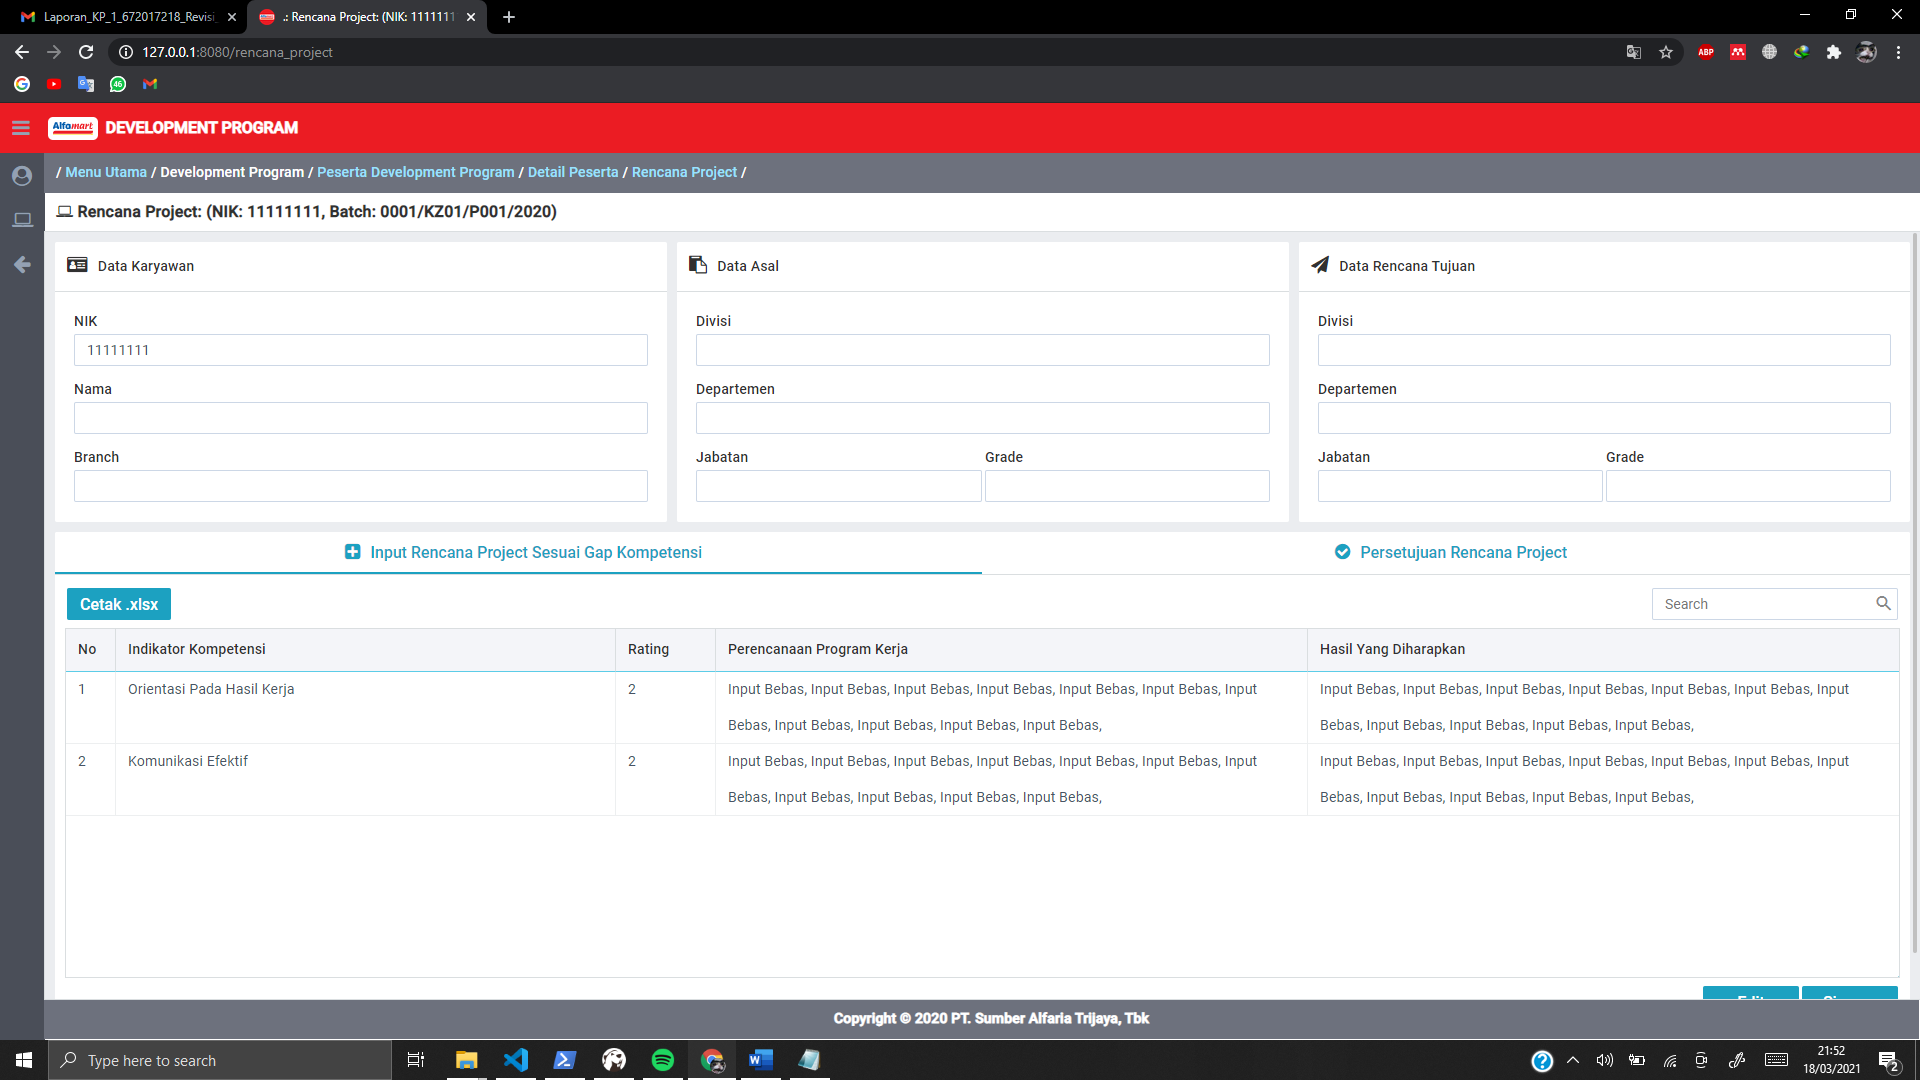 Laporan_KP_1_672017218_Revisi
.: Rencana Project: (NIK: 1111111
127.0.0.1:8080/rencana_project
ABP
46
Alfamart DEVELOPMENT PROGRAM
/ Menu Utama / Development Program / Peserta Development Program / Detail Peserta / Rencana Project /
Rencana Project: (NIK: 11111111, Batch: 0001/KZ01/P001/2020)
Data Karyawan
NIK
11111111
Nama
Branch
Data Asal
Divisi
Departemen
Jabatan Grade
Data Rencana Tujuan
Divisi
Departemen
Jabatan Grade
Input Rencana Project Sesuai Gap Kompetensi
Persetujuan Rencana Project
Cetak .xlsx
Search
No Indikator Kompetensi Rating Perencanaan Program Kerja Hasil Yang Diharapkan
1 Orientasi Pada Hasil Kerja 2
Input Bebas, Input Bebas, Input Bebas, Input Bebas, Input Bebas, Input Bebas, Input
Bebas, Input Bebas, Input Bebas, Input Bebas, Input Bebas,
Input Bebas, Input Bebas, Input Bebas, Input Bebas, Input Bebas, Input Bebas, Input
Bebas, Input Bebas, Input Bebas, Input Bebas, Input Bebas,
2 Komunikasi Efektif 2
Input Bebas, Input Bebas, Input Bebas, Input Bebas, Input Bebas, Input Bebas, Input
Bebas, Input Bebas, Input Bebas, Input Bebas, Input Bebas,
Input Bebas, Input Bebas, Input Bebas, Input Bebas, Input Bebas, Input Bebas, Input
Bebas, Input Bebas, Input Bebas, Input Bebas, Input Bebas,
Edit
Copyright © 2020 PT. Sumber Alfaria Trijaya, Tbk
Type here to search
21:52
18/03/2021
2